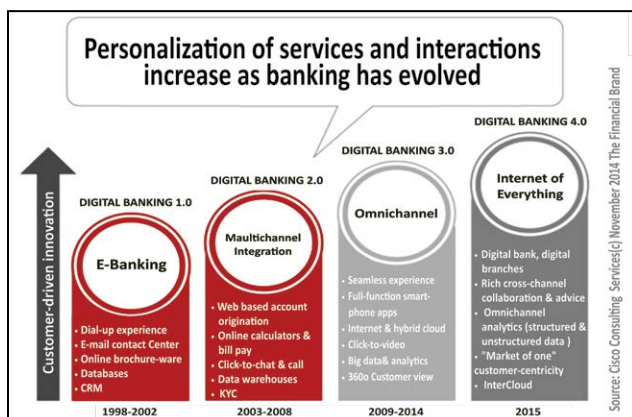 Personalization of services and interactions
increase as banking has evolved
Customer-driven innovation
DIGITAL BANKING 1.0
E-Banking
• Dial-up experience
• E-mail contact Center
• Online brochure-ware
• Databases
• CRM
1998-2002
DIGITAL BANKING 2.0
Maultichannel
Integration
• Web based account
origination
• Online calculators &
bill pay
• Click-to-chat & call
• Data warehouses
• KYC
2003-2008
DIGITAL BANKING 3.0
Omnichannel
• Seamless experience
• Full-function smart-
phone apps
• Internet & hybrid cloud
• Click-to-video
• Big data& analytics
• 360o Customer view
2009-2014
DIGITAL BANKING 4.0
Internet of
Everything
• Digital bank, digital
branches
• Rich cross-channel
collaboration & advice
• Omnichannel
analytics (structured &
unstructured data )
• "Market of one"
customer-centricity
• InterCloud
2015
Source: Cisco Consulting Services(c) November 2014 The Financial Brand